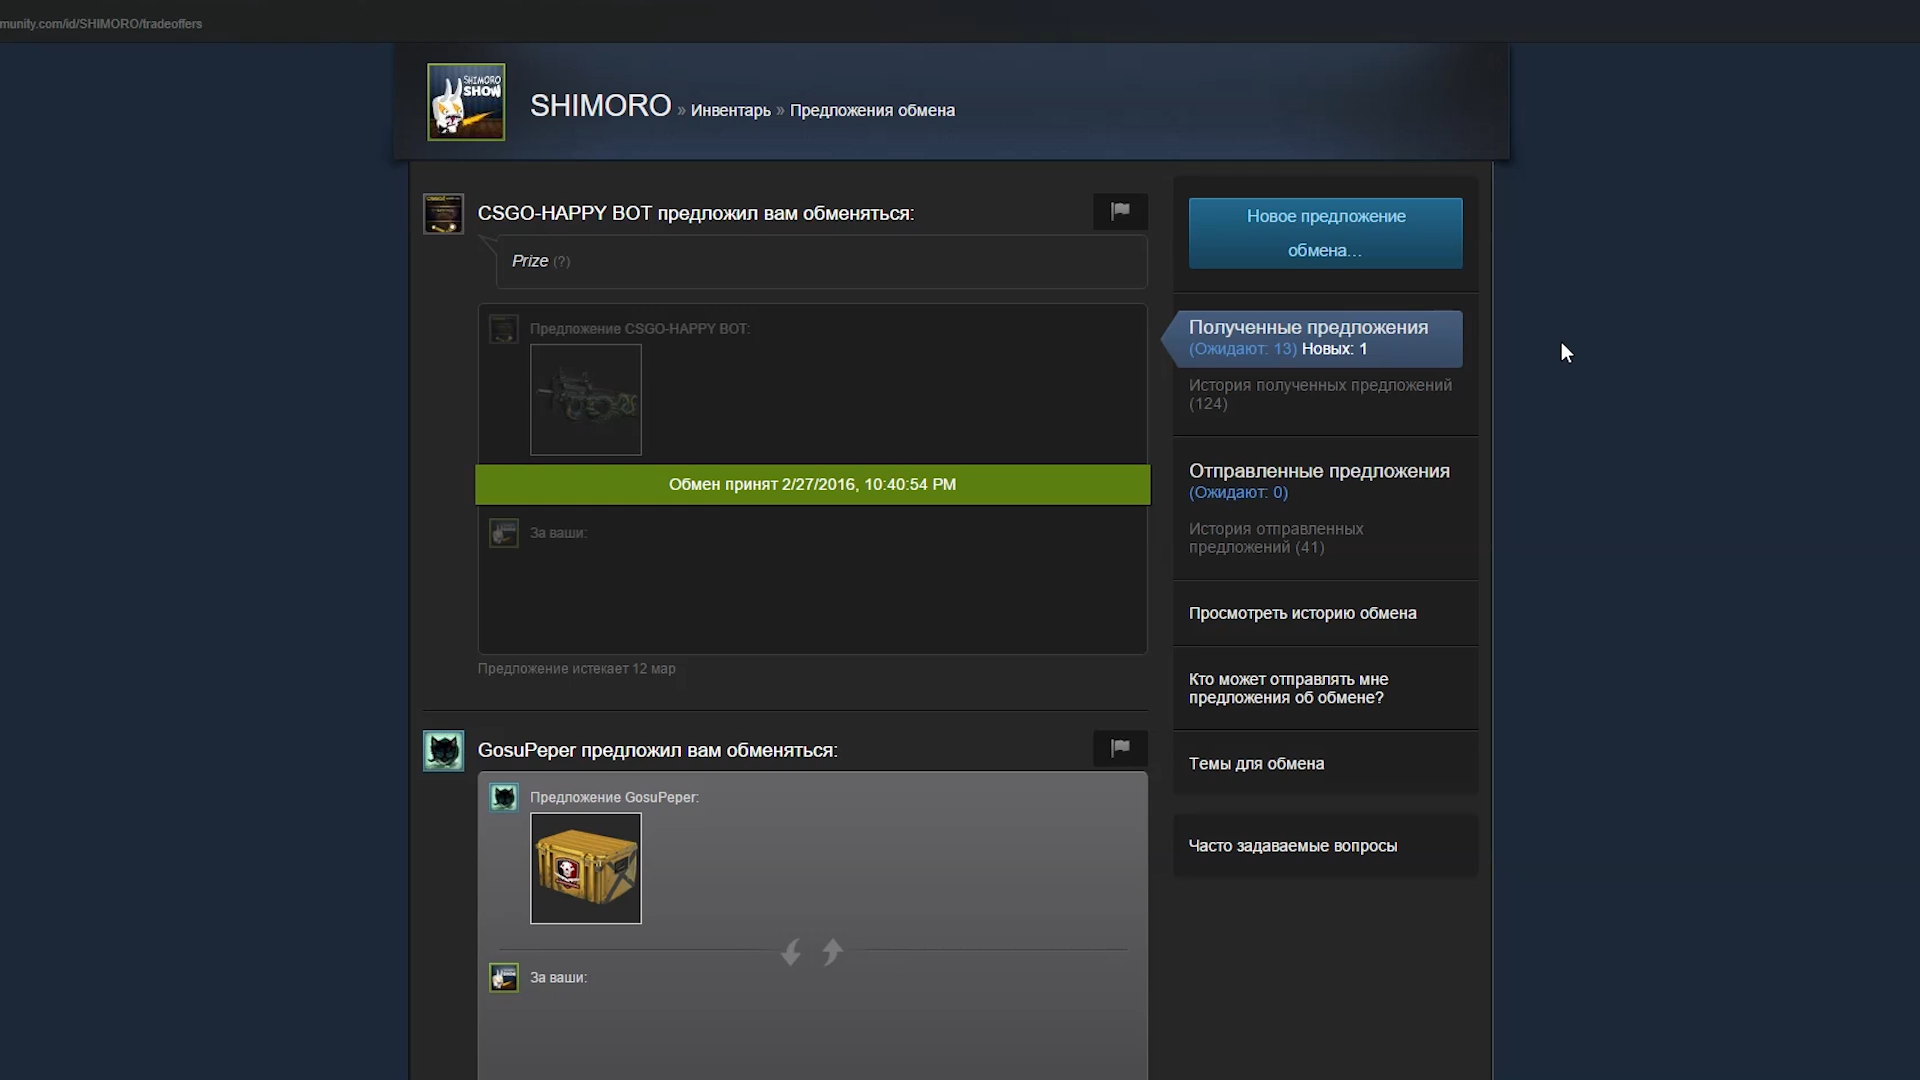 munity.com/id/SHIMORO/tradeoffers
SHIMORO SHOW
SHIMORO » Инвентарь » Предложения обмена
CSGO-HAPPY BOT предложил вам обменяться:
Prize (?)
Предложение CSGO-HAPPY BOT:
Обмен принят 2/27/2016, 10:40:54 PM
За ваши:
Предложение истекает 12 мар
GosuPeper предложил вам обменяться:
Предложение GosuPeper:
За ваши:
Новое предложение
обмена...
Полученные предложения
(Ожидают: 13) Новых: 1
История полученных предложений
(124)
Отправленные предложения
(Ожидают: 0)
История отправленных
предложений (41)
Просмотреть историю обмена
Кто может отправлять мне
предложения об обмене?
Темы для обмена
Часто задаваемые вопросы